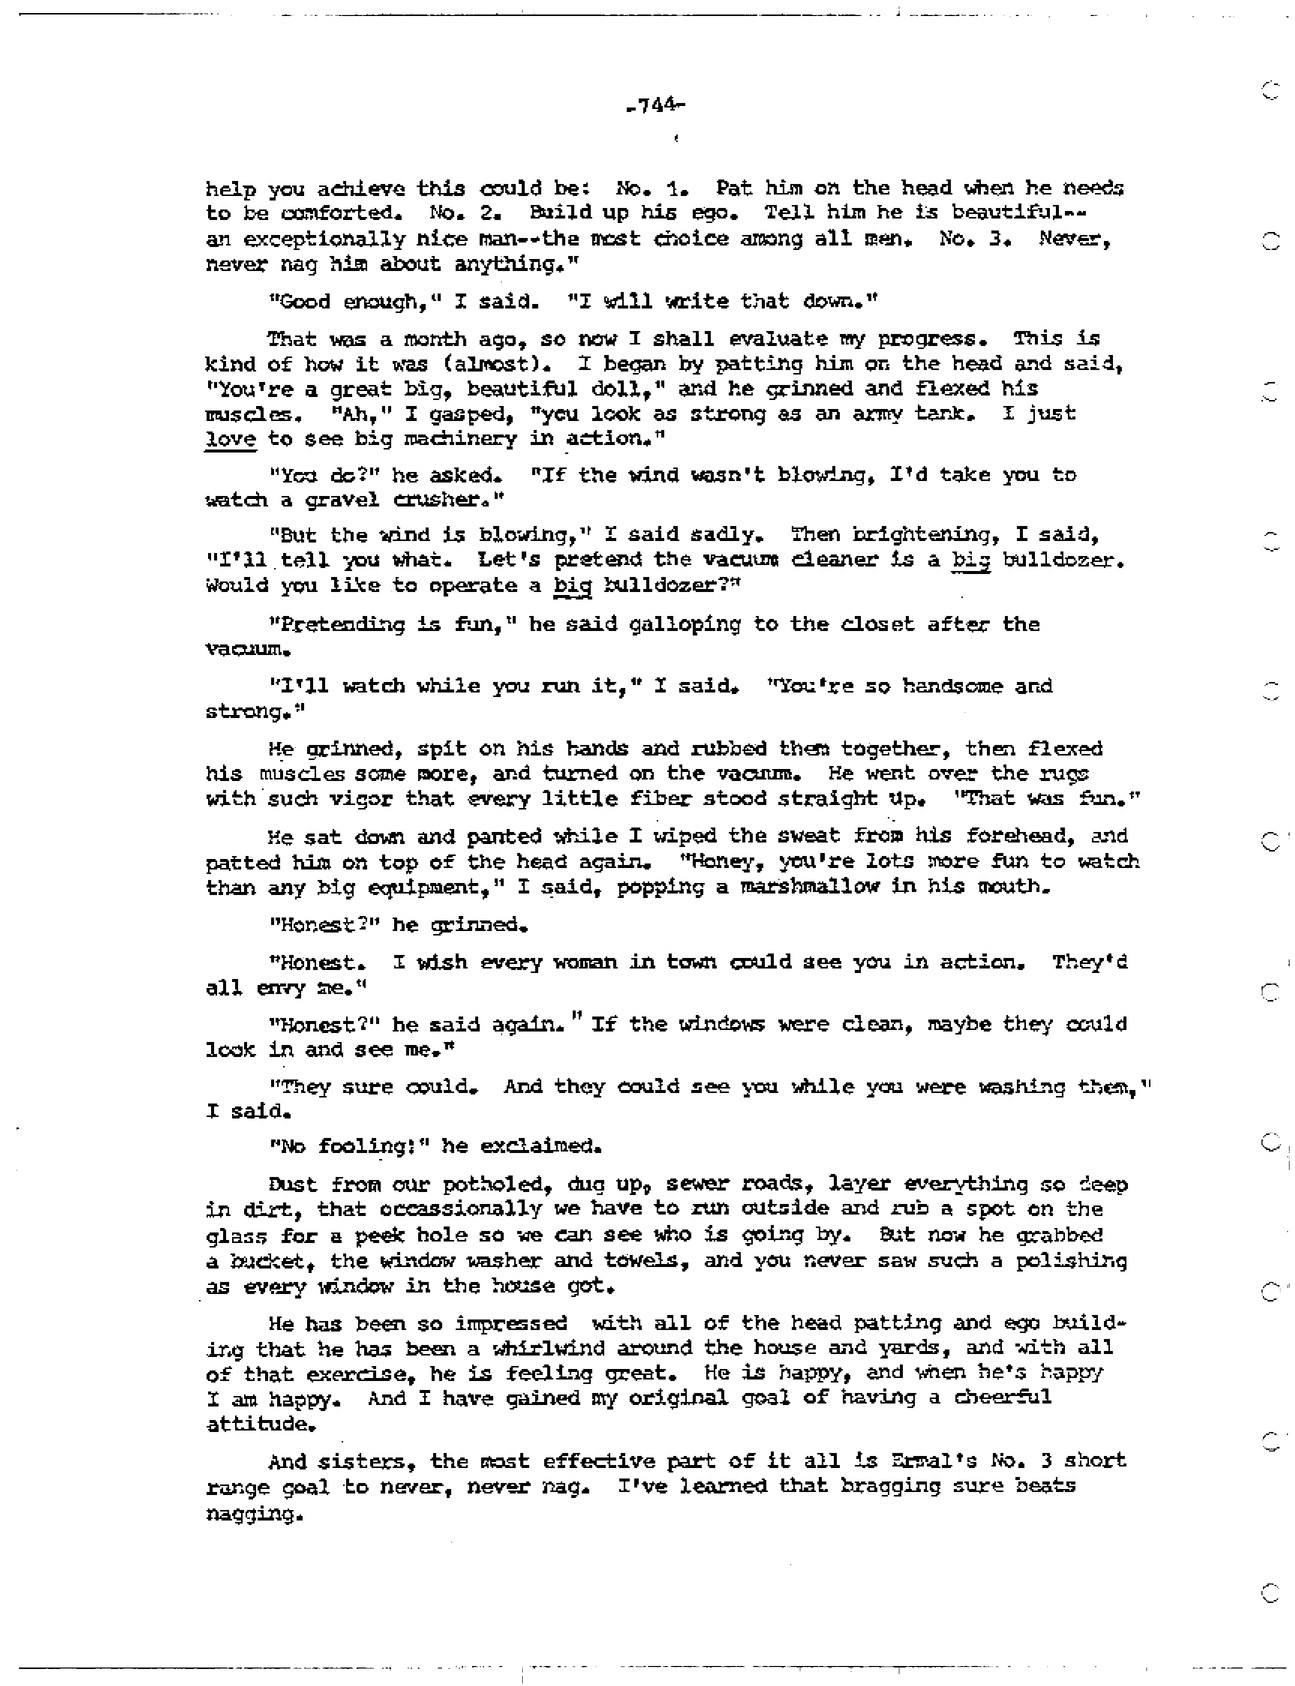 -744-
help you achieve this could be:  No. 1.  Pat him on the head when he needs
to be comforted.  No. 2.  Build up his ego.  Tell him he is beautiful--
an exceptionally nice man--the most choice among all men.  No. 3.  Never,
never nag him about anything."
"Good enough," I said.  "I will write that down."
That was a month ago, so now I shall evaluate my progress.  This is
kind of how it was (almost).  I began by patting him on the head and said,
"You're a great big, beautiful doll," and he grinned and flexed his
muscles.  "Ah," I gasped, "you look as strong as an army tank.  I just
love to see big machinery in action."
"You do?" he asked.  "If the wind wasn't blowing, I'd take you to
watch a gravel crusher."
"But the wind is blowing," I said sadly.  Then brightening, I said,
"I'll tell you what.  Let's pretend the vacuum cleaner is a big bulldozer.
Would you like to operate a big bulldozer?"
"Pretending is fun," he said galloping to the closet after the
vacuum.
"I'll watch while you run it," I said.  "You're so handsome and
strong."
He grinned, spit on his hands and rubbed them together, then flexed
his muscles some more, and turned on the vacuum.  He went over the rugs
with such vigor that every little fiber stood straight up.  "That was fun."
He sat down and panted while I wiped the sweat from his forehead, and
patted him on top of the head again.  "Honey, you're lots more fun to watch
than any big equipment," I said, popping a marshmallow in his mouth.
"Honest?" he grinned.
"Honest.  I wish every woman in town could see you in action.  They'd
all envy me."
"Honest?" he said again. "If the windows were clean, maybe they could
look in and see me."
"They sure could.  And they could see you while you were washing them,"
I said.
"No fooling!" he exclaimed.
Dust from our potholed, dug up, sewer roads, layer everything so deep
in dirt, that occassionally we have to run outside and rub a spot on the
glass for a peek hole so we can see who is going by.  But now he grabbed
a bucket, the window washer and towels, and you never saw such a polishing
as every window in the house got.
He has been so impressed  with all of the head patting and ego build-
ing that he has been a whirlwind around the house and yards, and with all
of that exercise, he is feeling great.  He is happy, and when he's happy
I am happy.  And I have gained my original goal of having a cheerful
attitude.
And sisters, the most effective part of it all is Ermal's No. 3 short
range goal to never, never nag.  I've learned that bragging sure beats
nagging.